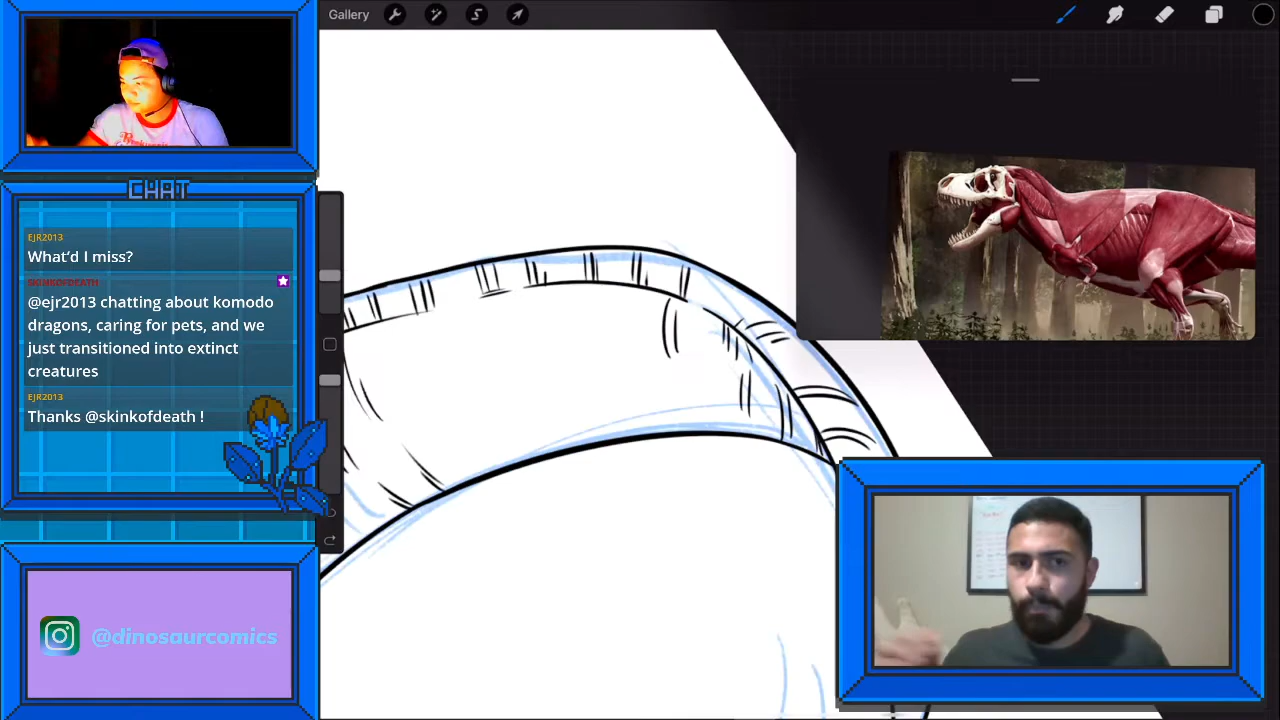 Gallery
CHAT
EJR2013
What'd I miss?
SKINKOFDEATH
@ejr2013 chatting about komodo
dragons, caring for pets, and we
just transitioned into extinct
creatures
EJR2013
Thanks @skinkofdeath !
@dinosaurcomics